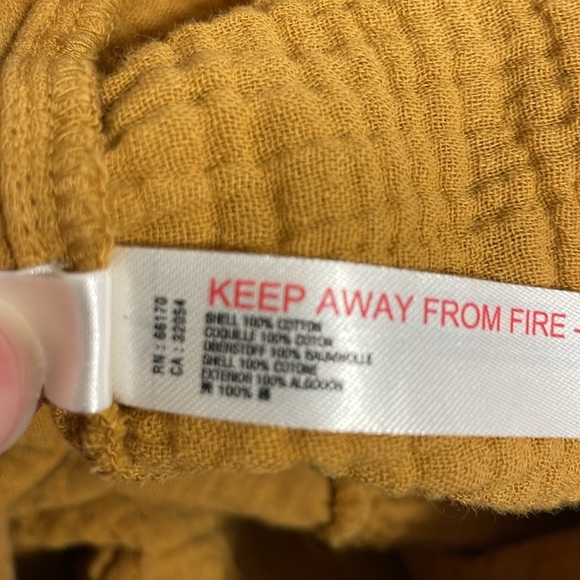 KEEP AWAY FROM FIRE -
RN : 66170
CA : 32054
SHELL 100% COTTON
COQUILLE 100% COTON
OBERSTOFF 100% BAUMWOLLE
SHELL 100% COTONE
EXTERIOR 100% ALGODÓN
100%